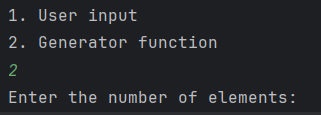 1. User input
2. Generator function
2
Enter the number of elements: